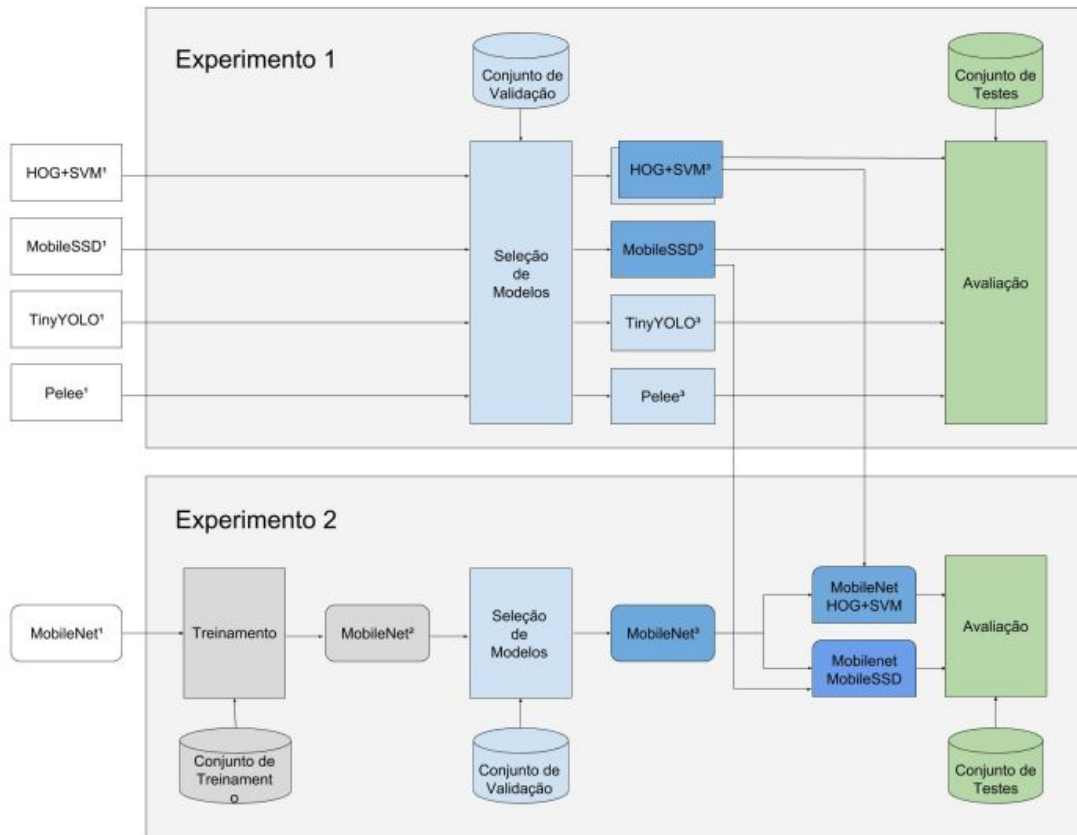 Experimento 1
Conjunto de
Validação
Conjunto de
Testes
HOG+SVM¹
HOG+SVM³
MobileSSD¹
Seleção
de
Modelos
MobileSSD³
Avaliação
TinyYOLO¹
TinyYOLO³
Pelee¹
Pelee³
Experimento 2
MobileNet¹
Treinamento
MobileNet²
Seleção
de
Modelos
MobileNet³
MobileNet
HOG+SVM
Mobilenet
MobileSSD
Avaliação
Conjunto de
Treinament
o
Conjunto de
Validação
Conjunto de
Testes